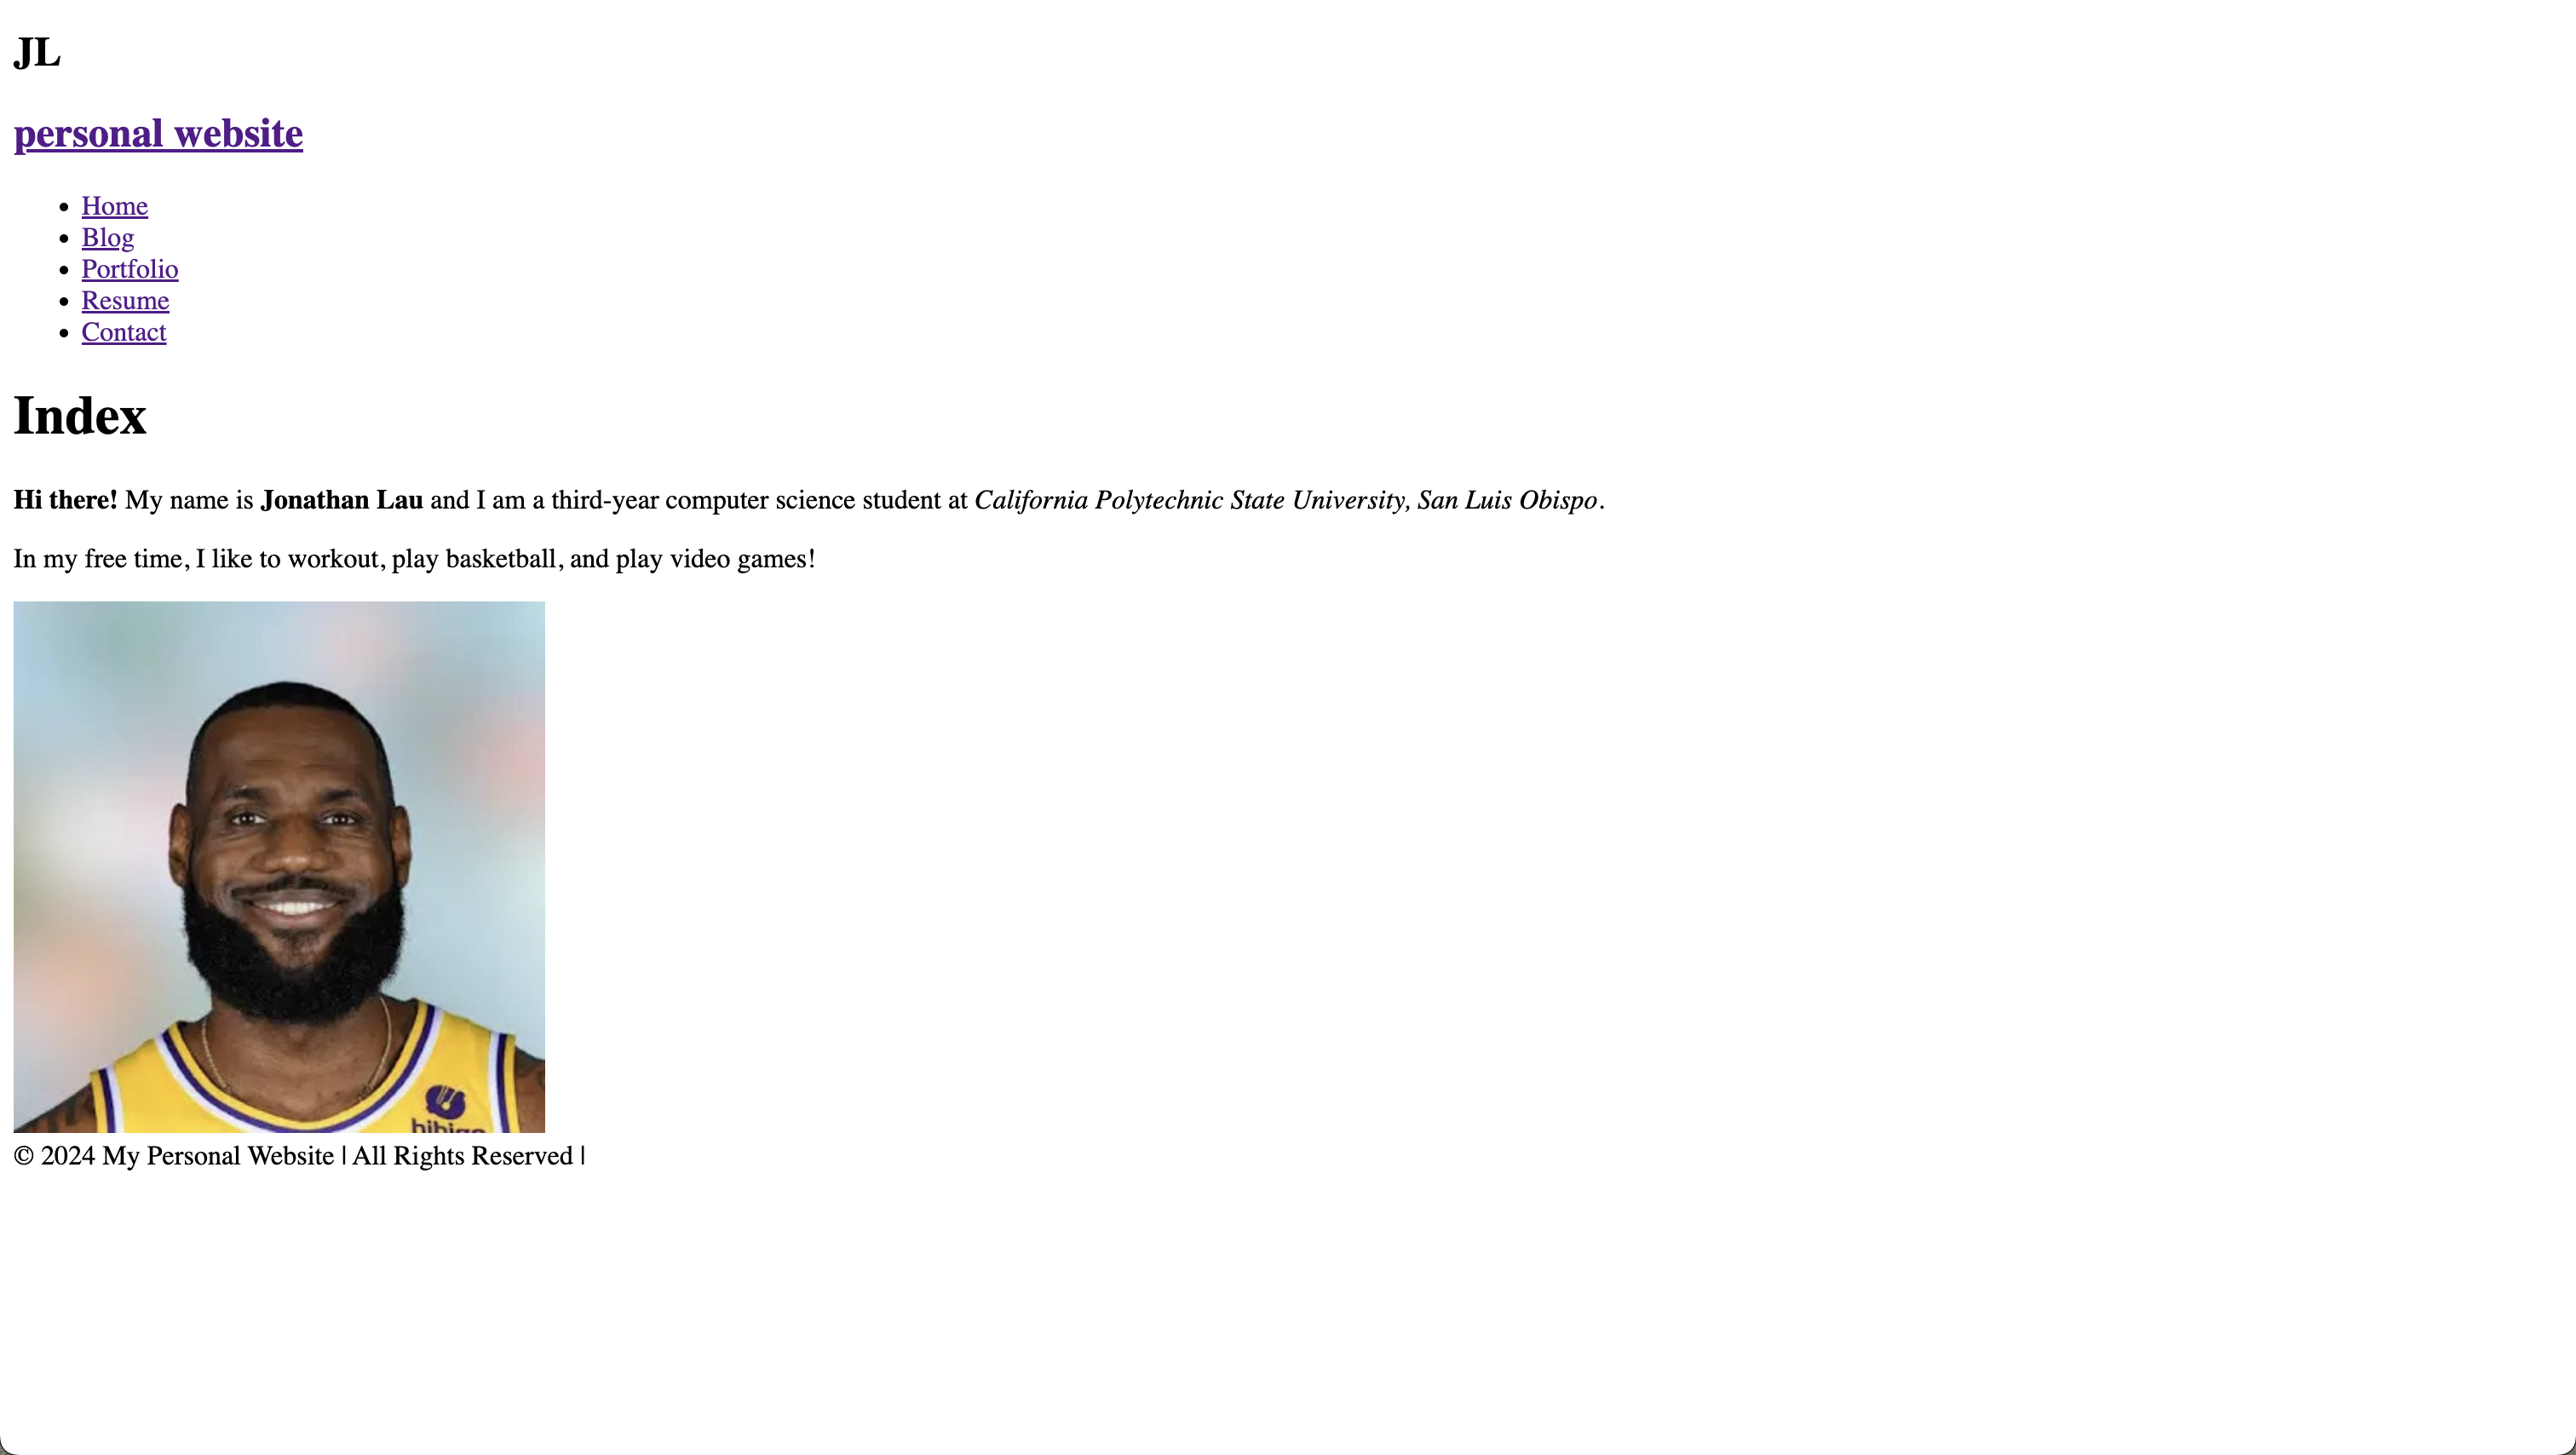 JL
personal website
Home
Blog
Portfolio
Resume
Contact
Index
Hi there! My name is Jonathan Lau and I am a third-year computer science student at California Polytechnic State University, San Luis Obispo.
In my free time, I like to workout, play basketball, and play video games!
© 2024 My Personal Website | All Rights Reserved |